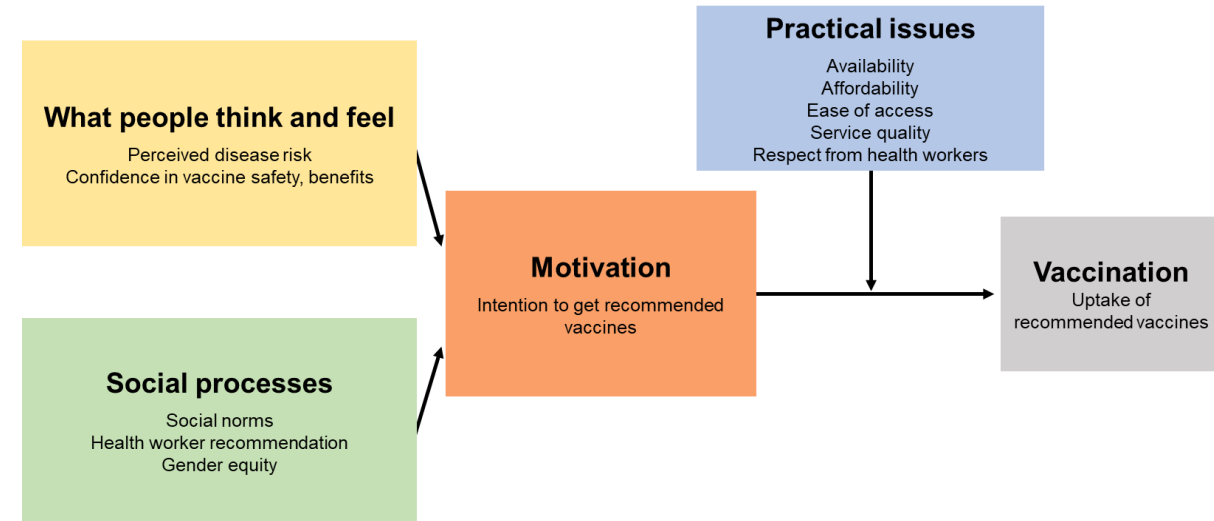 What people think and feel
Perceived disease risk
Confidence in vaccine safety, benefits
Social processes
Social norms
Health worker recommendation
Gender equity
Motivation
Intention to get recommended
vaccines
Practical issues
Availability
Affordability
Ease of access
Service quality
Respect from health workers
Vaccination
Uptake of
recommended vaccines